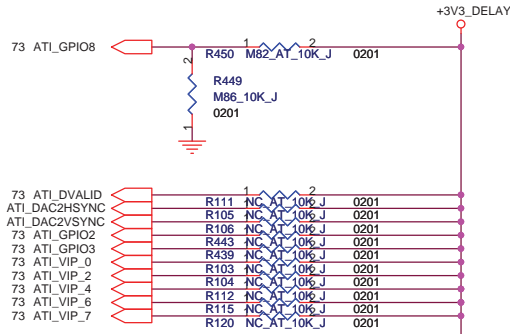 +3V3_DELAY
73 ATI_GPIO8 1 2
R450 M82_AT_10K_J 0201
2
R449
M86_10K_J
0201
1
73 ATI_DVALID 1 2
R111 NC_AT_10K_J 0201
ATI_DAC2HSYNC
R105 NC_AT_10K_J 0201
ATI_DAC2VSYNC
R106 NC_AT_10K_J 0201
73 ATI_GPIO2
R443 NC_AT_10K_J 0201
73 ATI_GPIO3
R439 NC_AT_10K_J 0201
73 ATI_VIP_0
R103 NC_AT_10K_J 0201
73 ATI_VIP_2
R104 NC_AT_10K_J 0201
73 ATI_VIP_4
R112 NC_AT_10K_J 0201
73 ATI_VIP_6
R115 NC_AT_10K_J 0201
73 ATI_VIP_7
R120 NC_AT_10K_J 0201